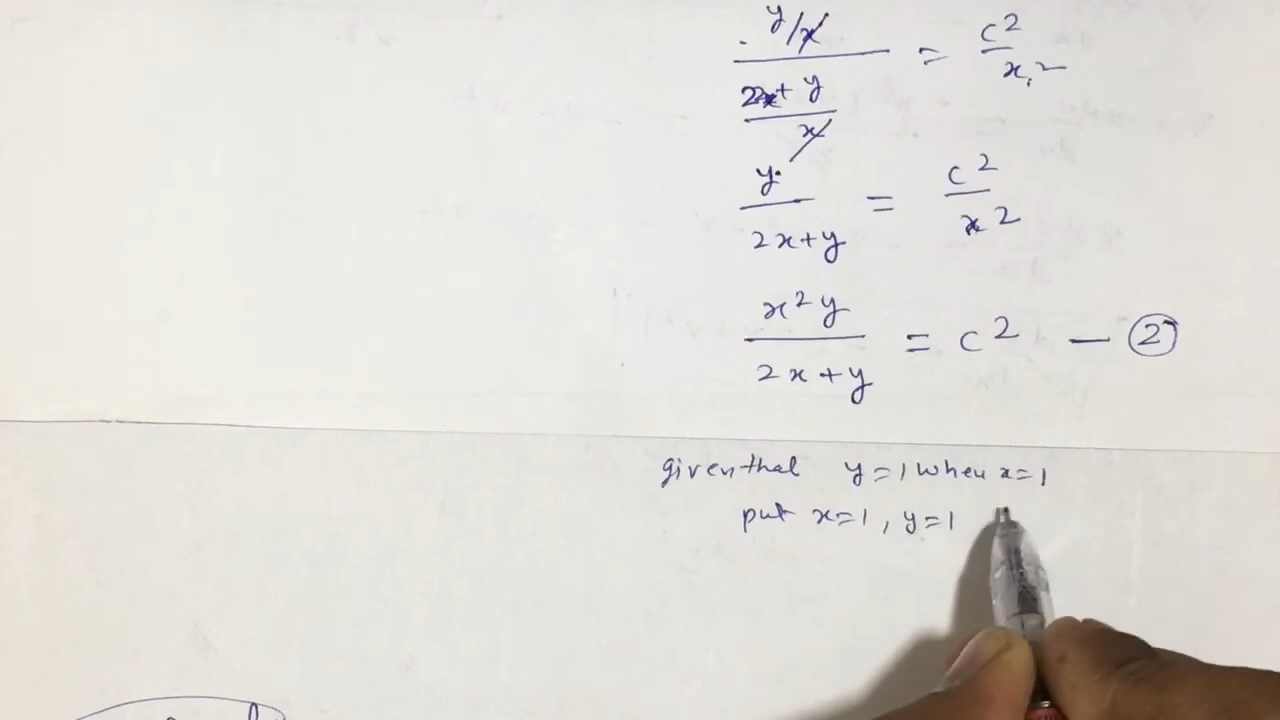 y/x = c²
x²
2x + y
x
y = c²
2x+y x²
x²y = c² — ②
2x+y
given that y=1 when x=1
put x=1, y=1